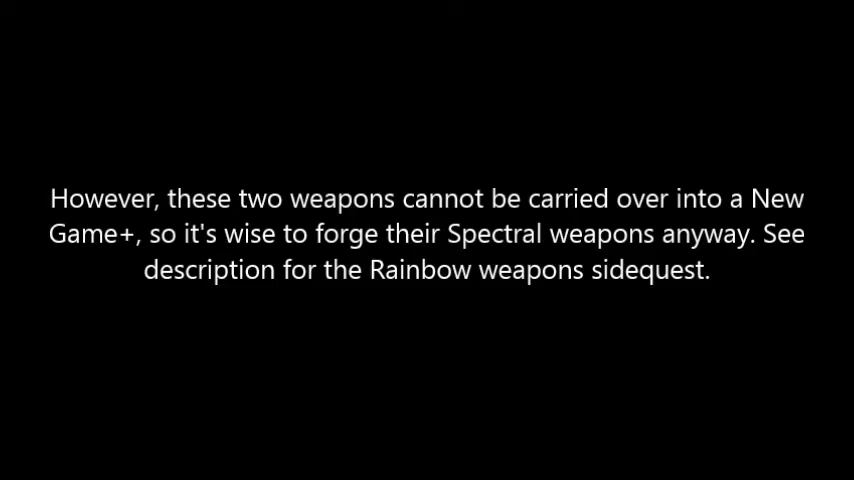 However, these two weapons cannot be carried over into a New
Game+, so it's wise to forge their Spectral weapons anyway. See
description for the Rainbow weapons sidequest.